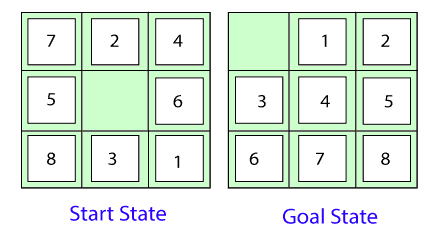 7 2 4
5 6
8 3 1
Start State
1 2
3 4 5
6 7 8
Goal State